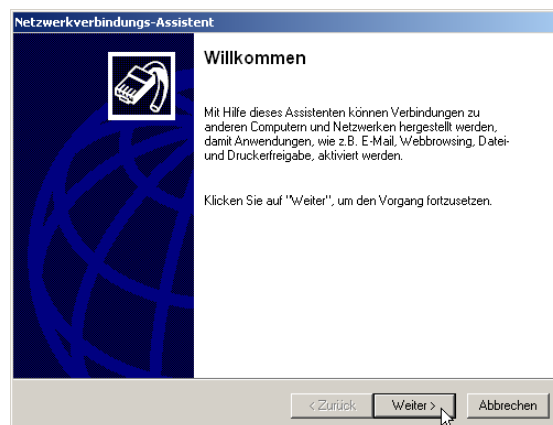 Netzwerkverbindungs-Assistent
Willkommen
Mit Hilfe dieses Assistenten können Verbindungen zu
anderen Computern und Netzwerken hergestellt werden,
damit Anwendungen, wie z.B. E-Mail, Webbrowsing, Datei-
und Druckerfreigabe, aktiviert werden.
Klicken Sie auf "Weiter", um den Vorgang fortzusetzen.
< Zurück Weiter > Abbrechen